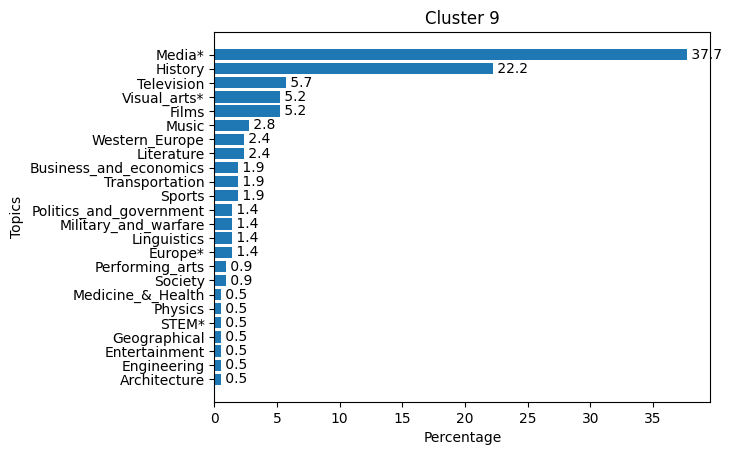 Cluster 9
Topics
Media* 37.7
History 22.2
Television 5.7
Visual_arts* 5.2
Films 5.2
Music 2.8
Western_Europe 2.4
Literature 2.4
Business_and_economics 1.9
Transportation 1.9
Sports 1.9
Politics_and_government 1.4
Military_and_warfare 1.4
Linguistics 1.4
Europe* 1.4
Performing_arts 0.9
Society 0.9
Medicine_&_Health 0.5
Physics 0.5
STEM* 0.5
Geographical 0.5
Entertainment 0.5
Engineering 0.5
Architecture 0.5
0 5 10 15 20 25 30 35
Percentage